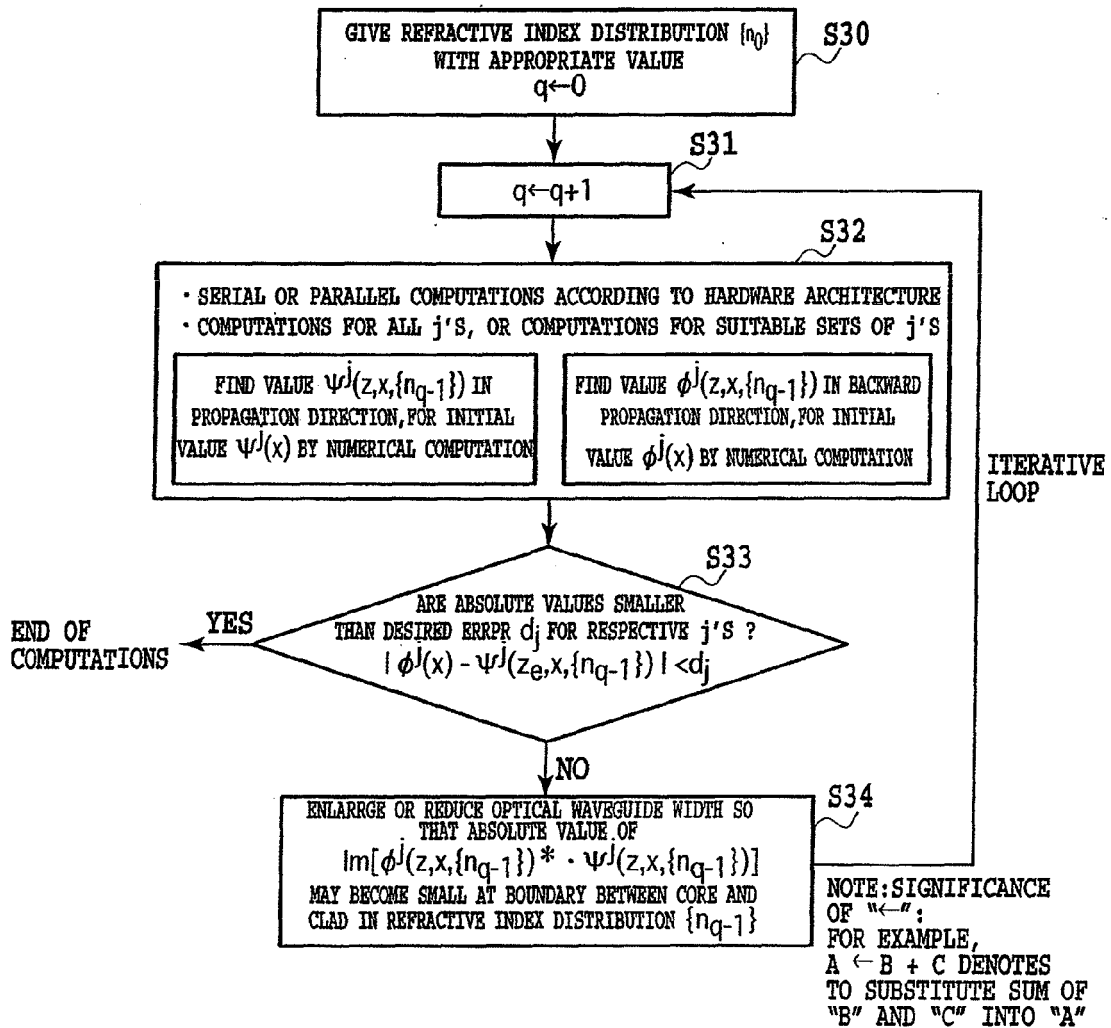 GIVE REFRACTIVE INDEX DISTRIBUTION {n0}
WITH APPROPRIATE VALUE
q←0
S30
S31
q←q+1
S32
· SERIAL OR PARALLEL COMPUTATIONS ACCORDING TO HARDWARE ARCHITECTURE
· COMPUTATIONS FOR ALL j'S, OR COMPUTATIONS FOR SUITABLE SETS OF j'S
FIND VALUE Ψj(z,x,{nq-1}) IN
PROPAGATION DIRECTION,FOR INITIAL
VALUE Ψj(x) BY NUMERICAL COMPUTATION
FIND VALUE ϕj(z,x,{nq-1}) IN BACKWARD
PROPAGATION DIRECTION,FOR INITIAL
VALUE ϕj(x) BY NUMERICAL COMPUTATION
ITERATIVE
LOOP
S33
ARE ABSOLUTE VALUES SMALLER
THAN DESIRED ERRPR dj FOR RESPECTIVE j'S ?
| ϕj(x) - Ψj(ze,x,{nq-1}) | <dj
YES
END OF
COMPUTATIONS
NO
S34
ENLARRGE OR REDUCE OPTICAL WAVEGUIDE WIDTH SO
THAT ABSOLUTE VALUE OF
Im[ϕj(z,x,{nq-1})* · Ψj(z,x,{nq-1})]
MAY BECOME SMALL AT BOUNDARY BETWEEN CORE AND
CLAD IN REFRACTIVE INDEX DISTRIBUTION {nq-1}
NOTE:SIGNIFICANCE
OF "←":
FOR EXAMPLE,
A ← B + C DENOTES
TO SUBSTITUTE SUM OF
"B" AND "C" INTO "A"